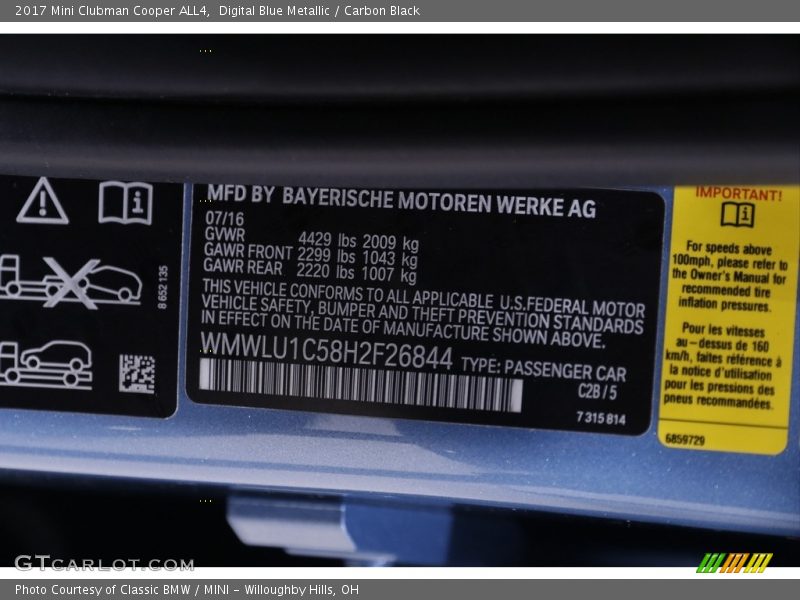 2017 Mini Clubman Cooper ALL4,  Digital Blue Metallic / Carbon Black
8 652 135
MFD BY BAYERISCHE MOTOREN WERKE AG
07/16
GVWR 4429 lbs 2009 kg
GAWR FRONT 2299 lbs 1043 kg
GAWR REAR 2220 lbs 1007 kg
THIS VEHICLE CONFORMS TO ALL APPLICABLE U.S.FEDERAL MOTOR
VEHICLE SAFETY, BUMPER AND THEFT PREVENTION STANDARDS
IN EFFECT ON THE DATE OF MANUFACTURE SHOWN ABOVE.
WMWLU1C58H2F26844 TYPE: PASSENGER CAR
C2B / 5
7 315 814
IMPORTANT!
For speeds above
100mph, please refer to
the Owner's Manual for
recommended tire
inflation pressures.
Pour les vitesses
au-dessus de 160
km/h, faites référence à
la notice d'utilisation
pour les pressions des
pneus recommandées.
6859729
GTCARLOT.COM
Photo Courtesy of Classic BMW / MINI - Willoughby Hills, OH